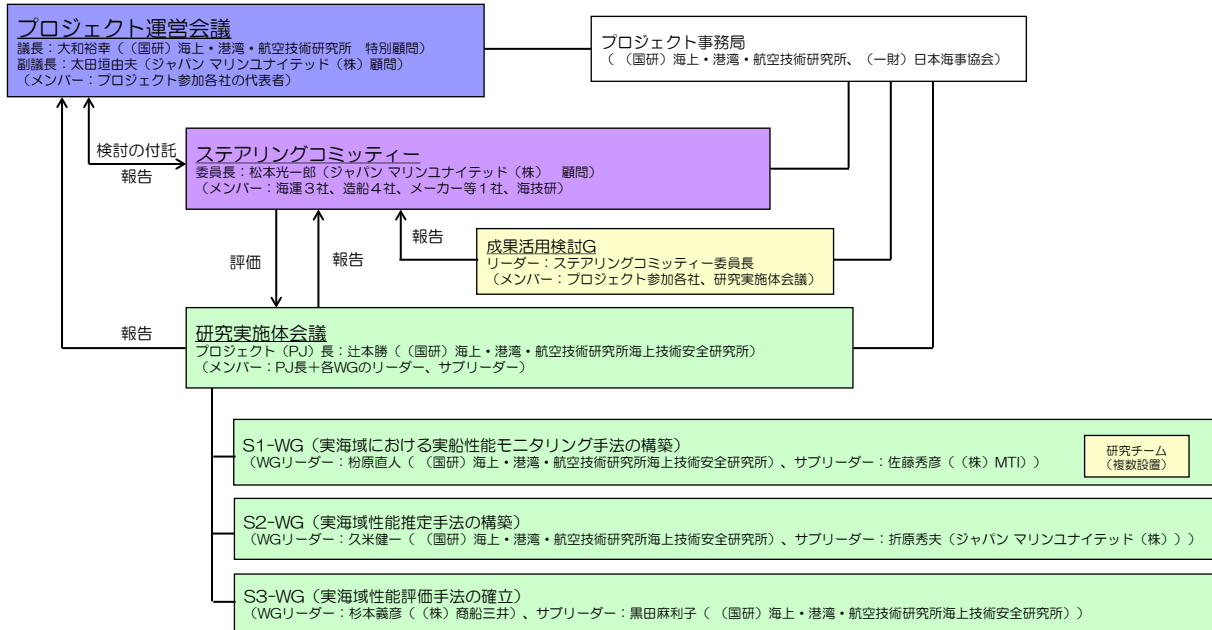 プロジェクト運営会議
議長：大和裕幸（（国研）海上・港湾・航空技術研究所　特別顧問）
副議長：太田垣由夫（ジャパン マリンユナイテッド（株）顧問）
（メンバー：プロジェクト参加各社の代表者）
プロジェクト事務局
（（国研）海上・港湾・航空技術研究所、（一財）日本海事協会）
検討の付託
報告
ステアリングコミッティー
委員長：松本光一郎（ジャパン マリンユナイテッド（株）　顧問）
（メンバー：海運３社、造船４社、メーカー等１社、海技研）
評価
報告
報告
成果活用検討G
リーダー：ステアリングコミッティー委員長
（メンバー：プロジェクト参加各社、研究実施体会議）
報告
研究実施体会議
プロジェクト（PJ）長：辻本勝（（国研）海上・港湾・航空技術研究所海上技術安全研究所）
（メンバー：PJ長＋各WGのリーダー、サブリーダー）
S1-WG（実海域における実船性能モニタリング手法の構築）
（WGリーダー：枌原直人（（国研）海上・港湾・航空技術研究所海上技術安全研究所）、サブリーダー：佐藤秀彦（（株）MTI））
研究チーム
（複数設置）
S2-WG（実海域性能推定手法の構築）
（WGリーダー：久米健一（（国研）海上・港湾・航空技術研究所海上技術安全研究所）、サブリーダー：折原秀夫（ジャパン マリンユナイテッド（株）））
S3-WG（実海域性能評価手法の確立）
（WGリーダー：杉本義彦（（株）商船三井）、サブリーダー：黒田麻利子（（国研）海上・港湾・航空技術研究所海上技術安全研究所））